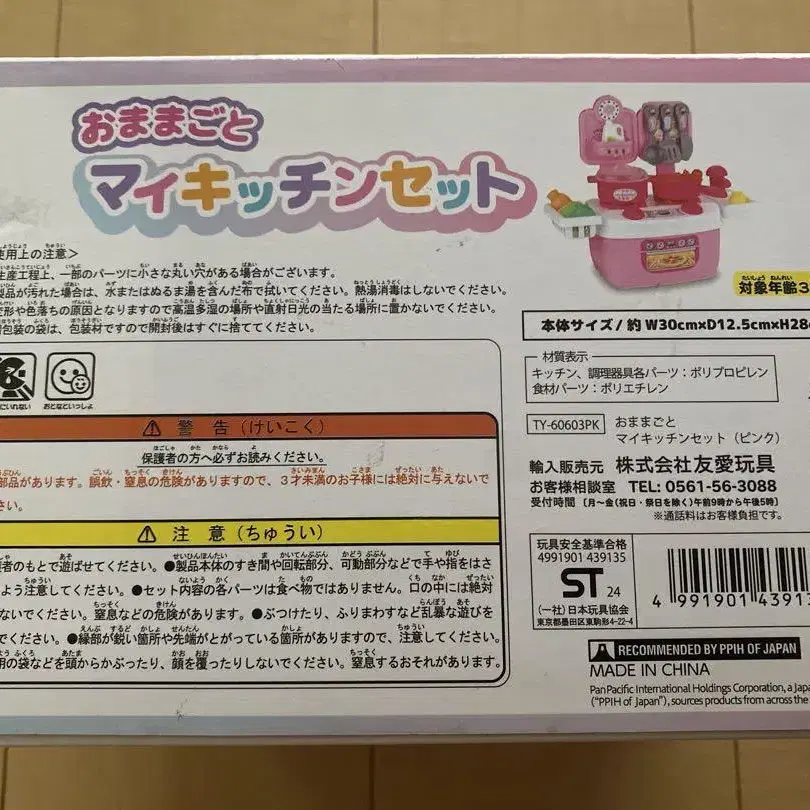 おままごと
マイキッチンセット
使用上の注意＞
生産工程上、一部のパーツに小さな丸い穴がある場合がございます。
製品が汚れた場合は、水またはぬるま湯を含んだ布で拭いてください。熱湯消毒はしないでください。
で形や色落ちの原因となりますので高温多湿の場所や直射日光の当たる場所に置かないでください。
包装の袋は、包装材ですので開封後はすぐに捨ててください。
対象年齢3
本体サイズ/約 W30cm×D12.5cm×H28c
材質表示
キッチン、調理器具各パーツ：ポリプロピレン
食材パーツ：ポリエチレン
TY-60603PK おままごと
マイキッチンセット（ピンク）
輸入販売元 株式会社友愛玩具
お客様相談室 TEL: 0561-56-3088
受付時間 〔月～金(祝日・祭日を除く)午前9時から午後5時〕
※通話料はお客様負担です。
にいれない おとなといっしょ
警告（けいこく）
保護者の方へ必ずお読みください。
部品があります。誤飲・窒息の危険がありますので、3才未満のお子様には絶対に与えないで
さい。
注意（ちゅうい）
者のもとで遊ばせてください。●製品本体のすき間や回転部分、可動部分などで手や指をはさ
よう注意してください。●セット内容の各パーツは食べ物ではありません。口の中には絶対
ないでください。窒息などの危険があります。●ぶつけたり、ふりまわすなど乱暴な遊びを
でください。●縁部が鋭い箇所や先端がとがっている箇所がありますので、注意してください。
用の袋などを頭からかぶったり、顔を覆ったりしないでください。窒息するおそれがあります。
玩具安全基準合格
4991901 439135
ST 24
(一社)日本玩具協会
東京都墨田区東駒形4-22-4
4 991901 43913
RECOMMENDED BY PPIH OF JAPAN
MADE IN CHINA
Pan Pacific International Holdings Corporation, a Japa
("PPIH of Japan"), sources products from across the